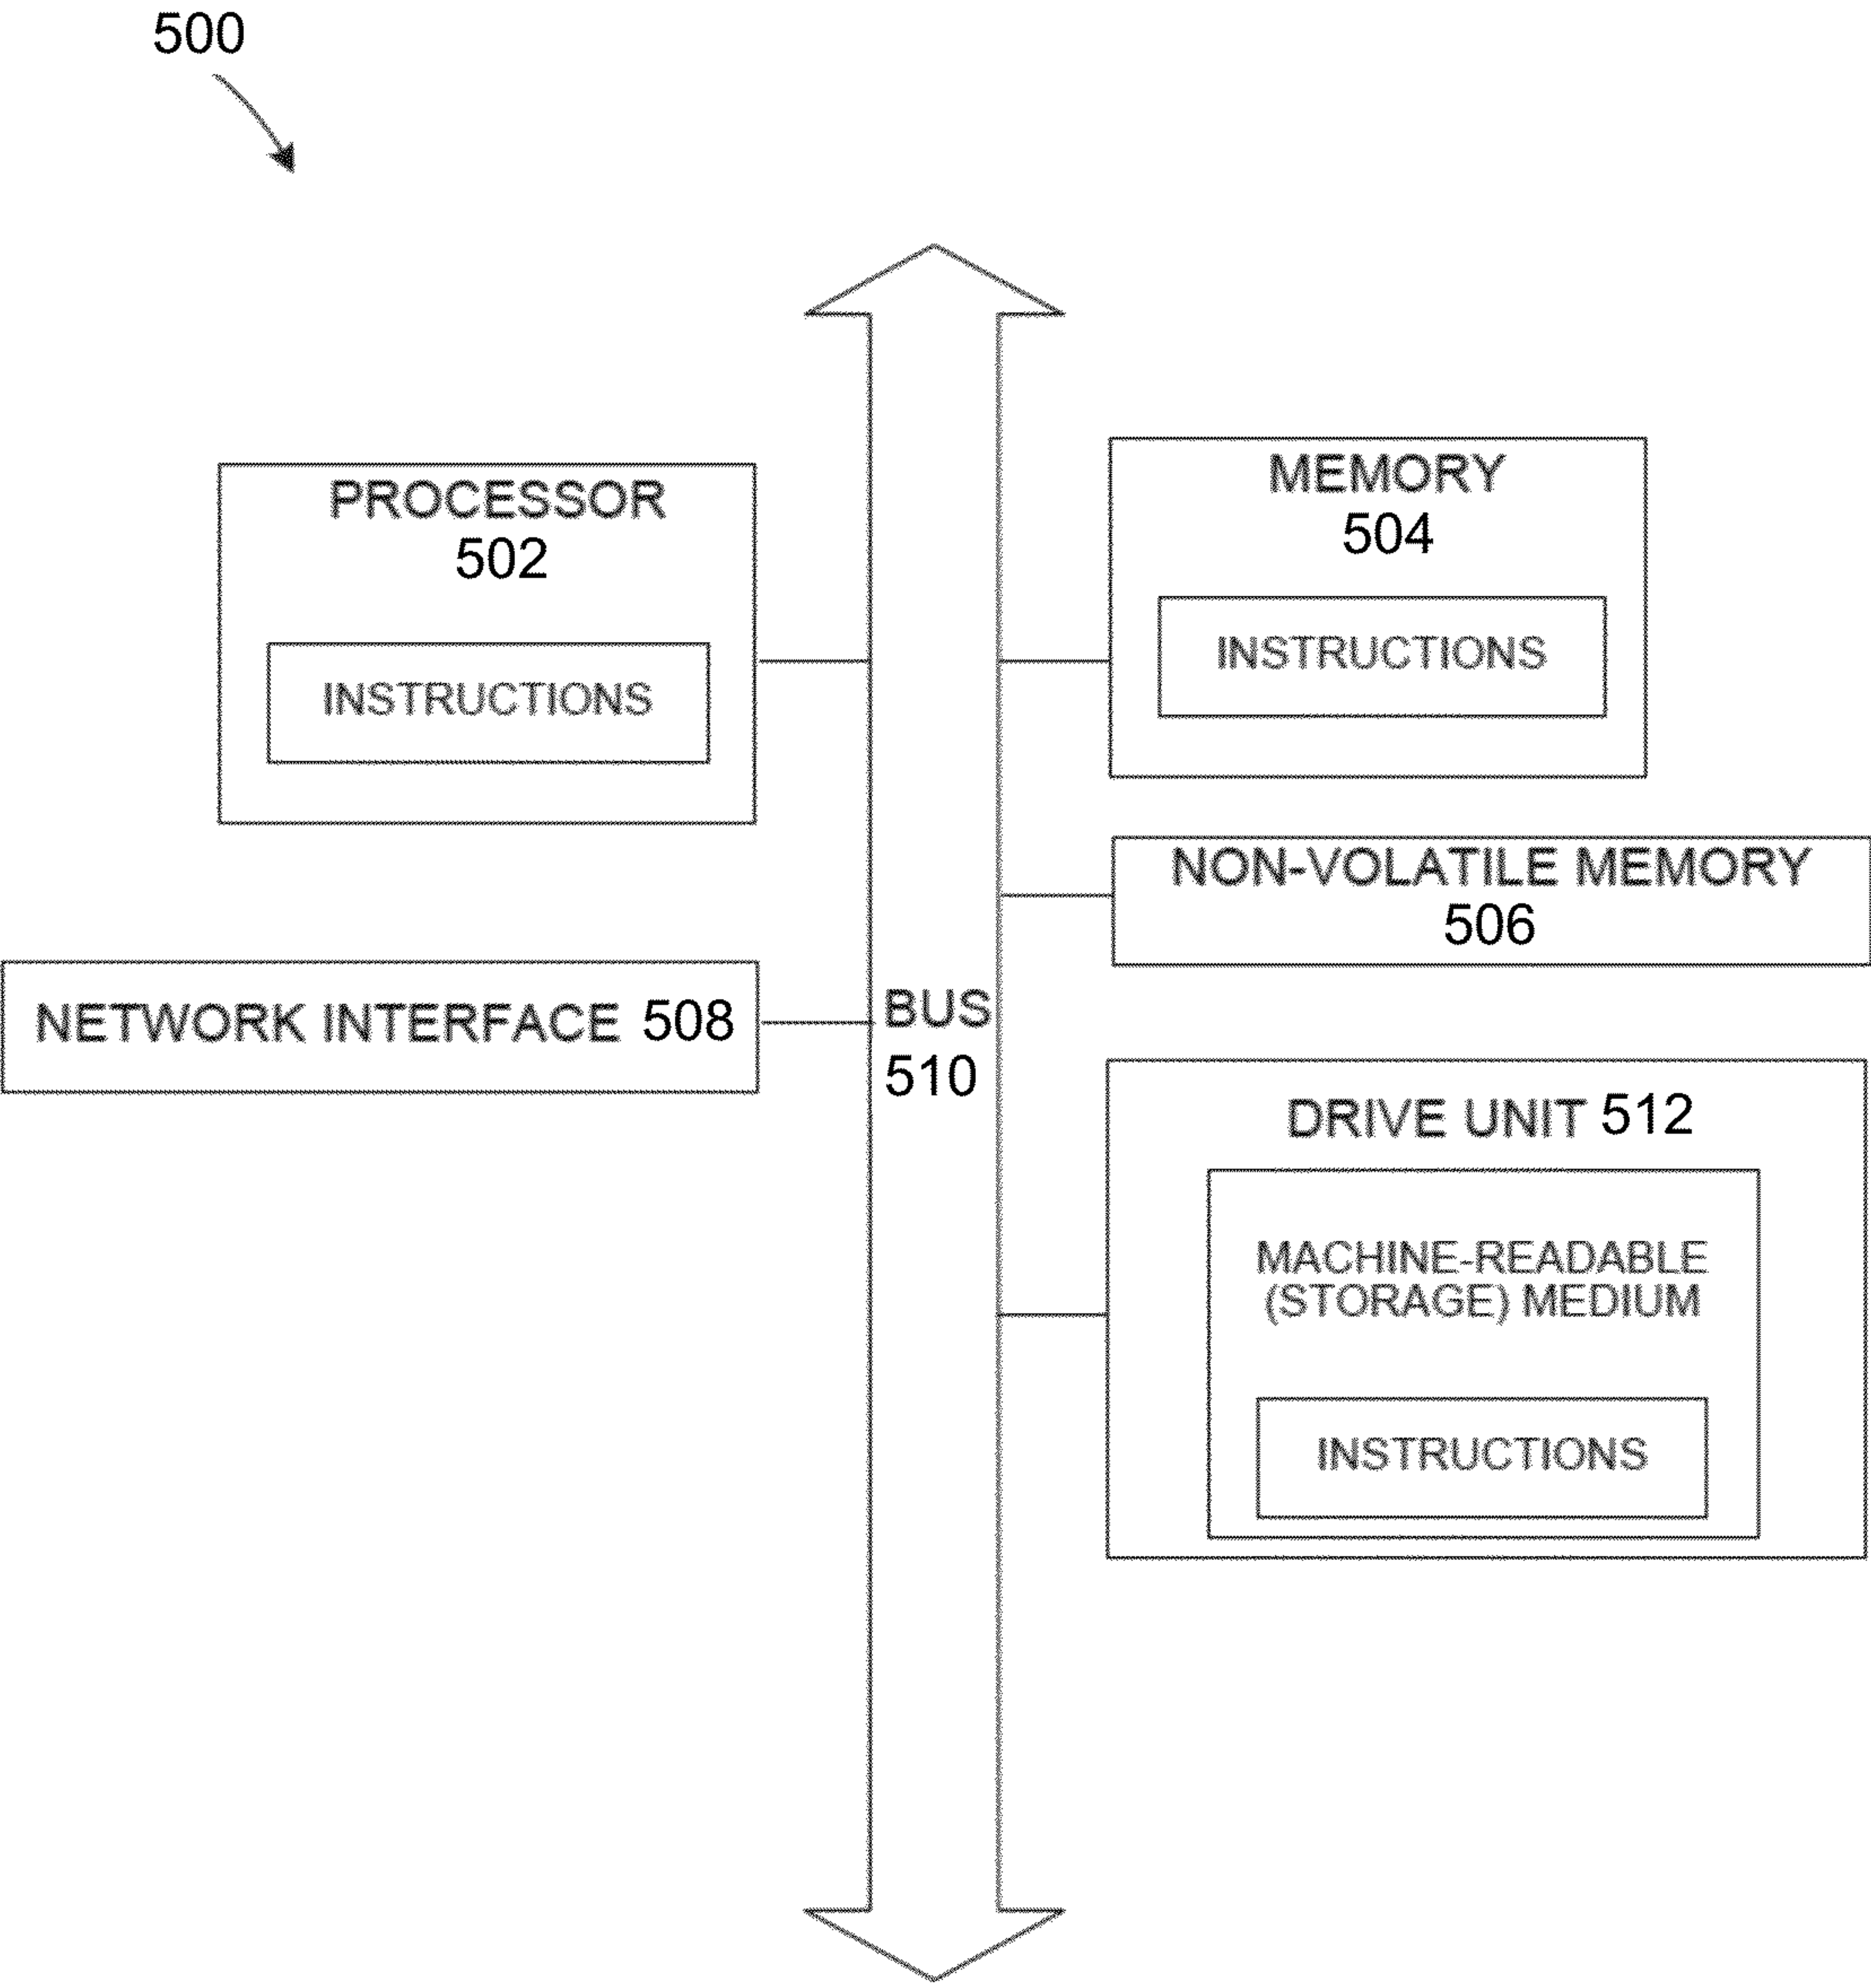 500
PROCESSOR
502
INSTRUCTIONS
MEMORY
504
INSTRUCTIONS
NON-VOLATILE MEMORY
506
NETWORK INTERFACE 508
BUS
510
DRIVE UNIT 512
MACHINE-READABLE
(STORAGE) MEDIUM
INSTRUCTIONS